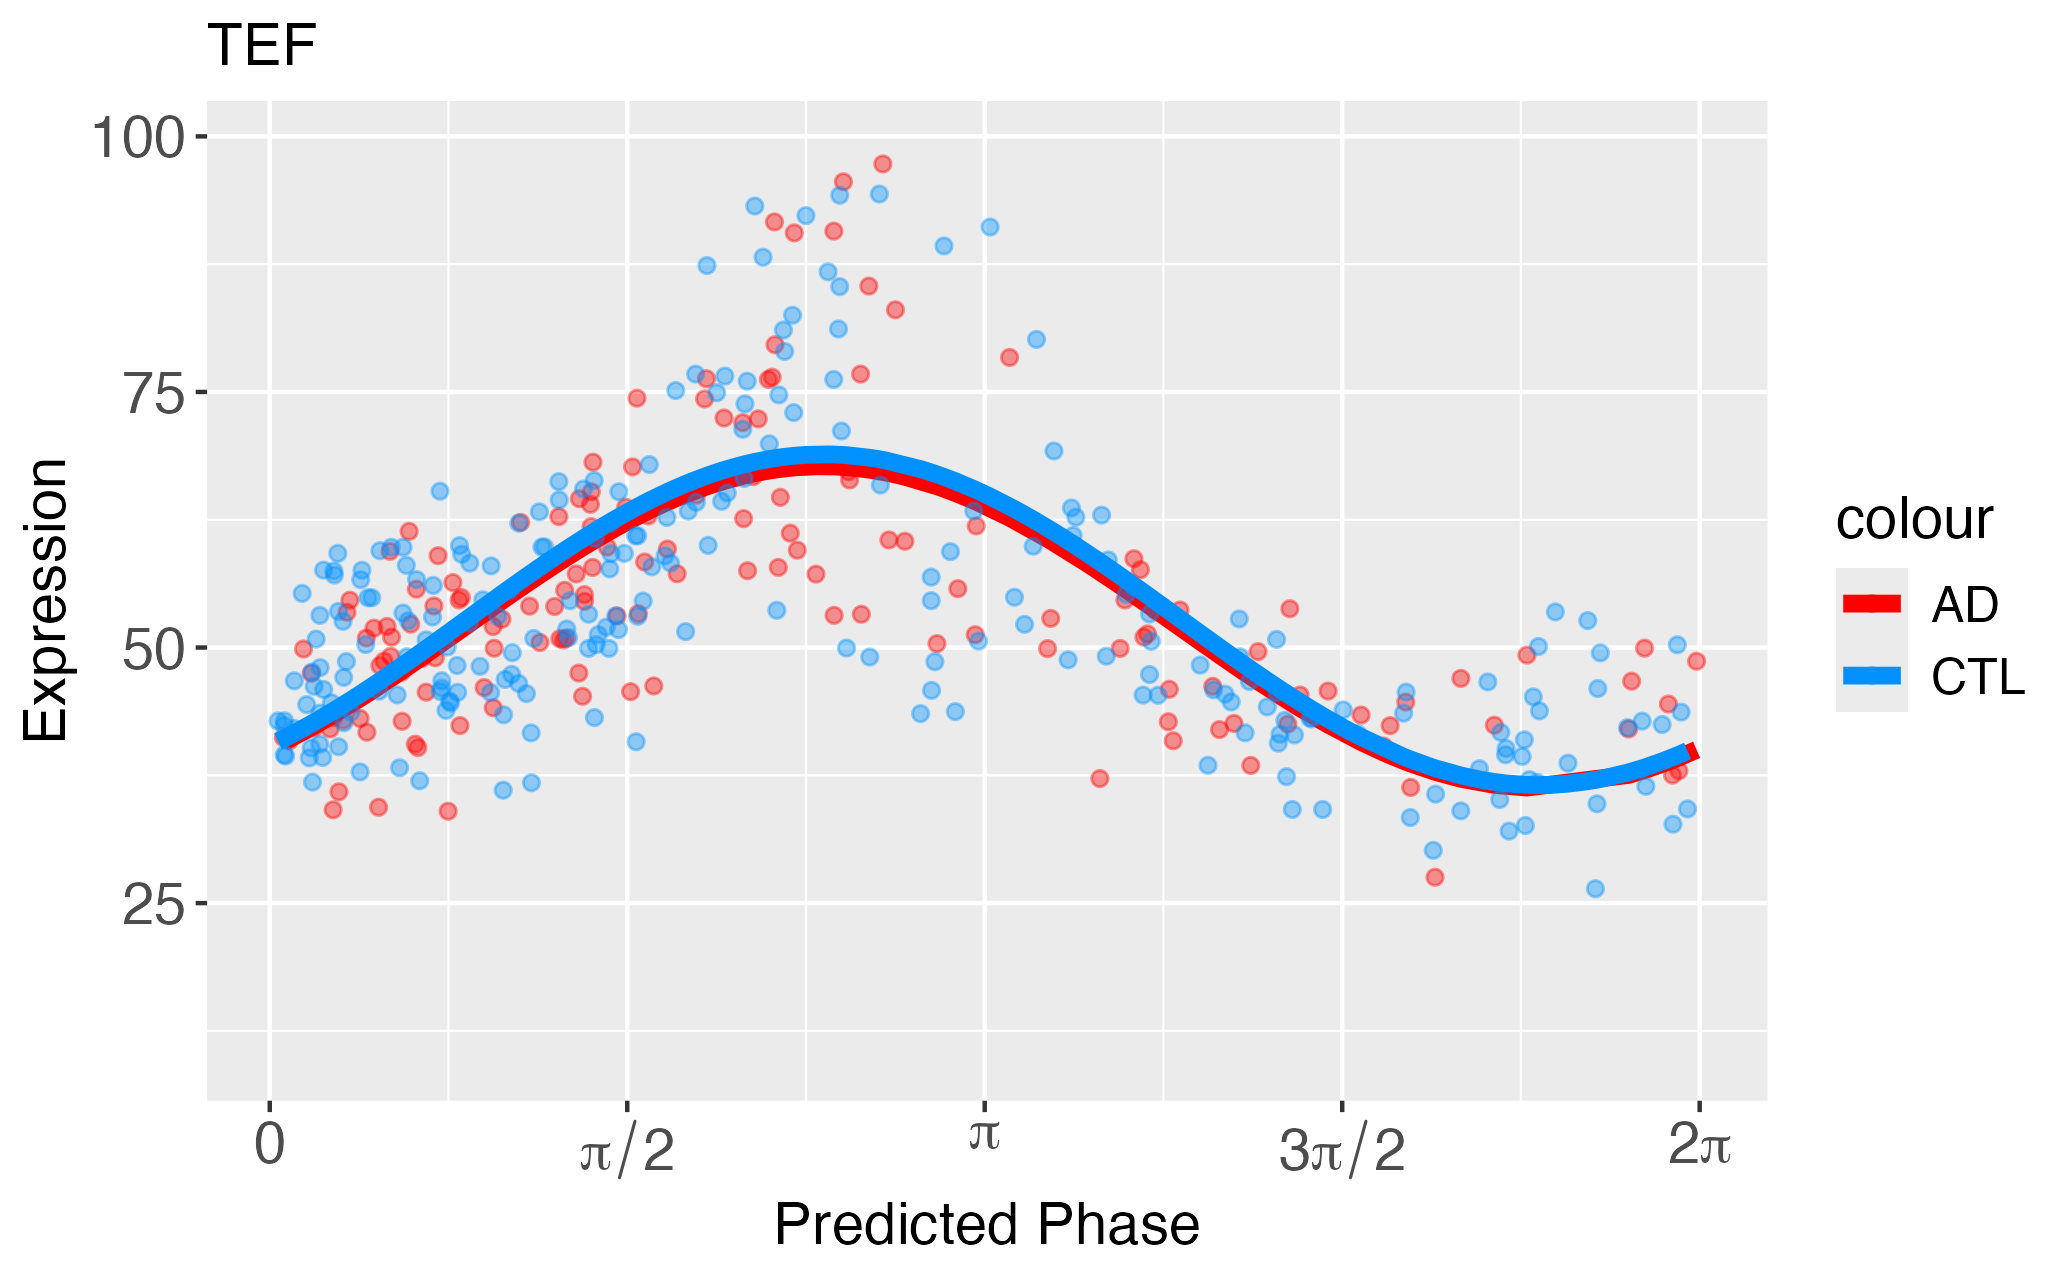 TEF
100
75
50
25
Expression
0
π/2
π
3π/2
2π
Predicted Phase
colour
AD
CTL